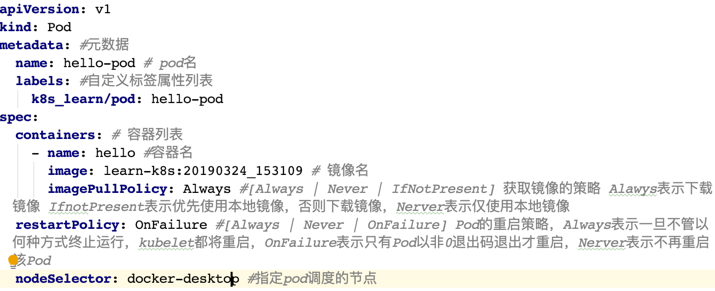 apiVersion: v1
kind: Pod
metadata: #元数据
  name: hello-pod # pod名
  labels: #自定义标签属性列表
    k8s_learn/pod: hello-pod
spec:
  containers: # 容器列表
    - name: hello #容器名
      image: learn-k8s:20190324_153109 # 镜像名
      imagePullPolicy: Always #[Always | Never | IfNotPresent] 获取镜像的策略 Alawys表示下载
镜像 IfnotPresent表示优先使用本地镜像，否则下载镜像，Nerver表示仅使用本地镜像
  restartPolicy: OnFailure #[Always | Never | OnFailure] Pod的重启策略，Always表示一旦不管以
何种方式终止运行，kubelet都将重启，OnFailure表示只有Pod以非0退出码退出才重启，Nerver表示不再重启
该Pod
  nodeSelector: docker-desktop #指定pod调度的节点